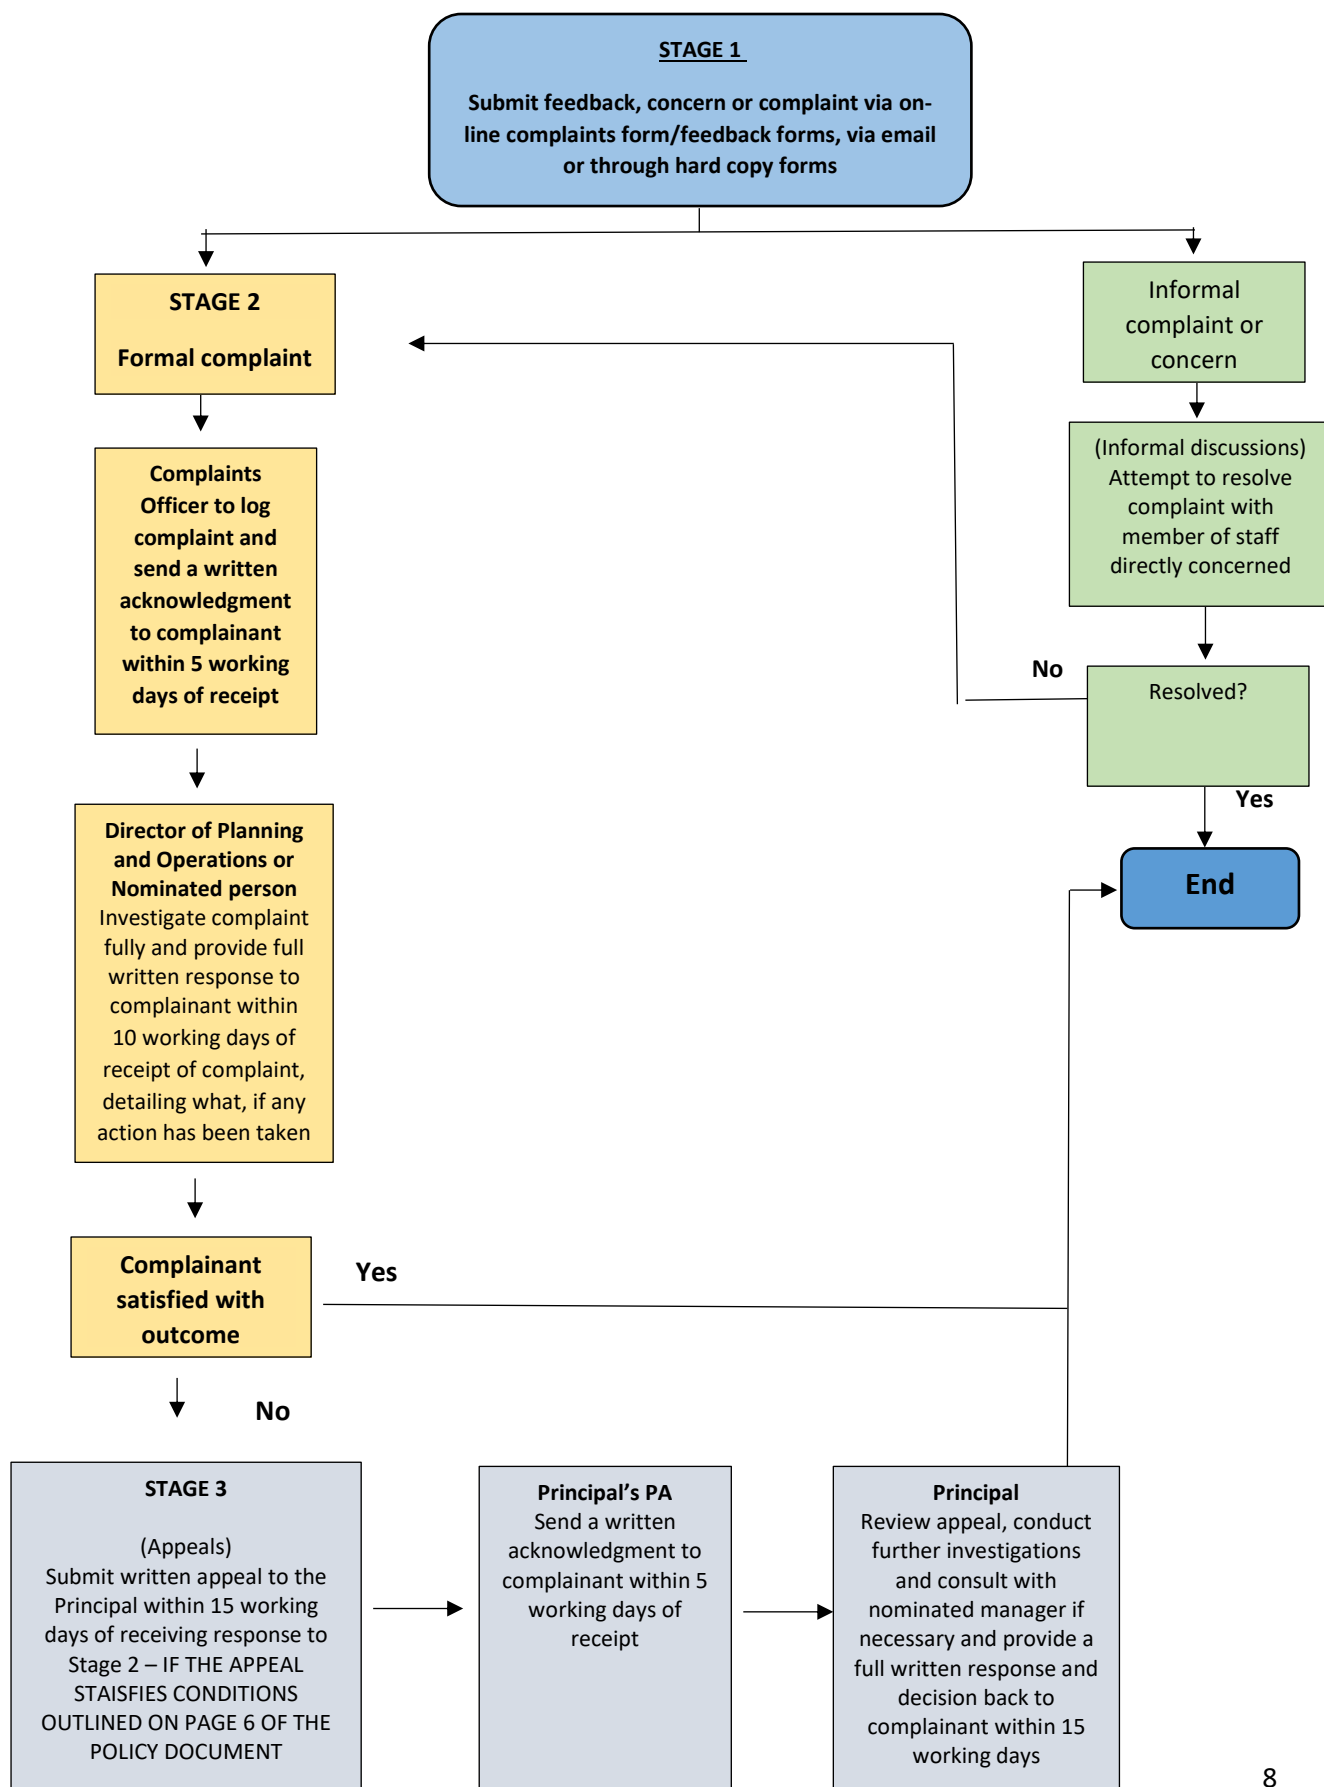 STAGE 1
Submit feedback, concern or complaint via on-
line complaints form/feedback forms, via email
or through hard copy forms
STAGE 2
Formal complaint
Informal
complaint or
concern
Complaints
Officer to log
complaint and
send a written
acknowledgment
to complainant
within 5 working
days of receipt
(Informal discussions)
Attempt to resolve
complaint with
member of staff
directly concerned
No
Resolved?
Yes
End
Director of Planning
and Operations or
Nominated person
Investigate complaint
fully and provide full
written response to
complainant within
10 working days of
receipt of complaint,
detailing what, if any
action has been taken
Complainant
satisfied with
outcome
Yes
No
STAGE 3
(Appeals)
Submit written appeal to the
Principal within 15 working
days of receiving response to
Stage 2 – IF THE APPEAL
STAISFIES CONDITIONS
OUTLINED ON PAGE 6 OF THE
POLICY DOCUMENT
Principal’s PA
Send a written
acknowledgment to
complainant within 5
working days of
receipt
Principal
Review appeal, conduct
further investigations
and consult with
nominated manager if
necessary and provide a
full written response and
decision back to
complainant within 15
working days
8